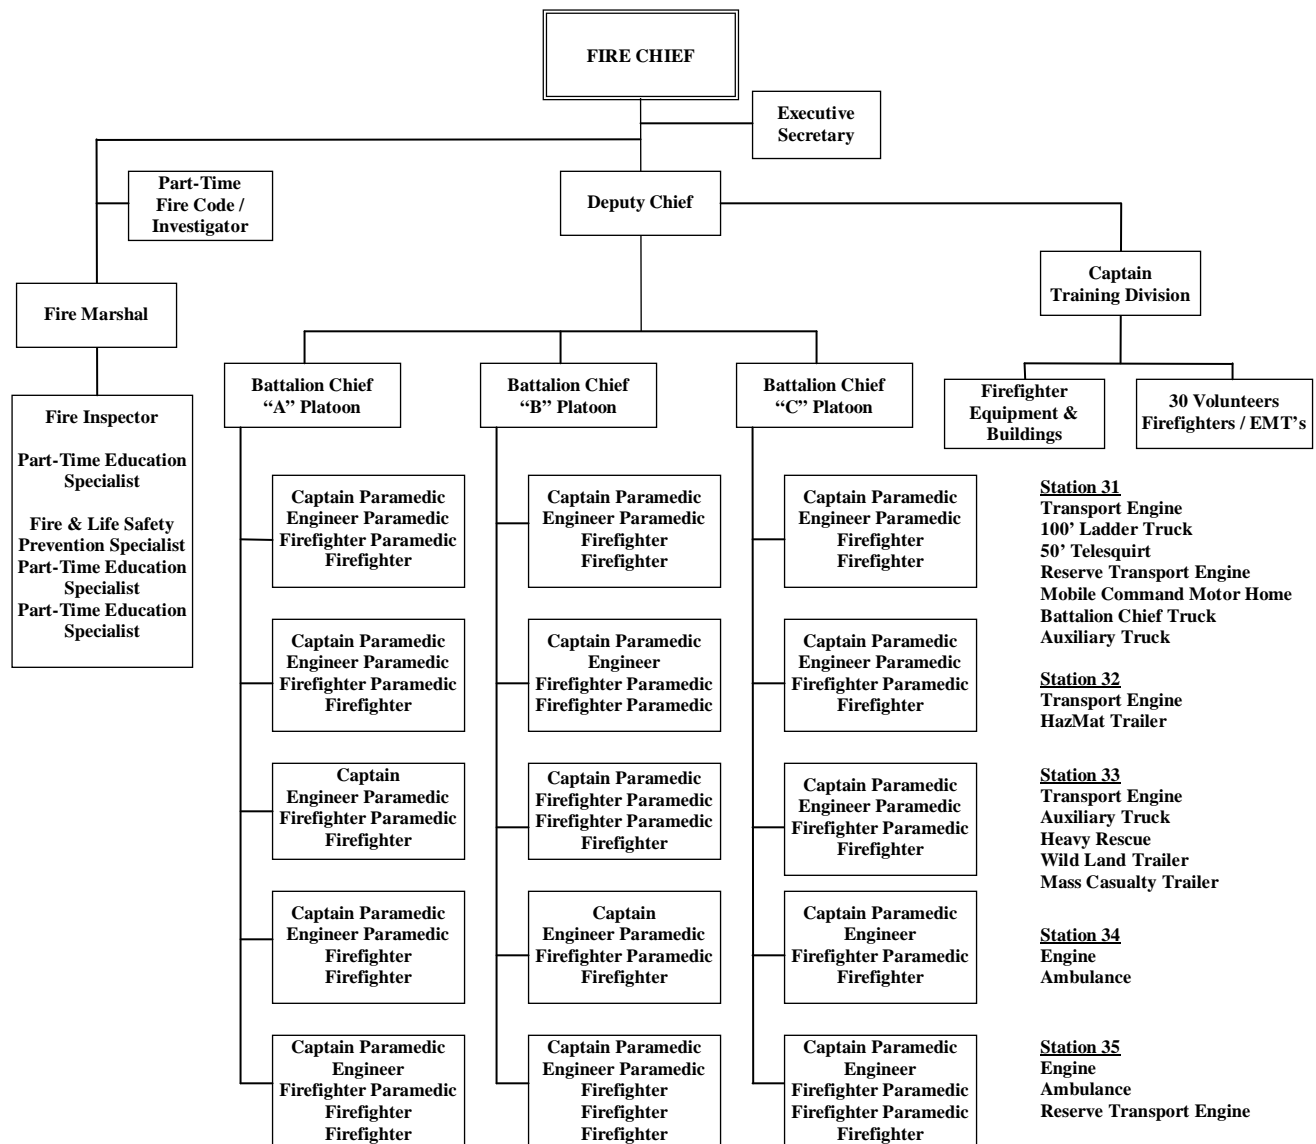 FIRE CHIEF
Executive
Secretary
Part-Time
Fire Code /
Investigator
Deputy Chief
Captain
Training Division
Fire Marshal
Battalion Chief
“A” Platoon
Battalion Chief
“B” Platoon
Battalion Chief
“C” Platoon
Firefighter
Equipment &
Buildings
30 Volunteers
Firefighters / EMT’s
Fire Inspector
Part-Time Education
Specialist
Fire & Life Safety
Prevention Specialist
Part-Time Education
Specialist
Part-Time Education
Specialist
Captain Paramedic
Engineer Paramedic
Firefighter Paramedic
Firefighter
Captain Paramedic
Engineer Paramedic
Firefighter
Firefighter
Captain Paramedic
Engineer Paramedic
Firefighter
Firefighter
Station 31
Transport Engine
100’ Ladder Truck
50’ Telesquirt
Reserve Transport Engine
Mobile Command Motor Home
Battalion Chief Truck
Auxiliary Truck
Captain Paramedic
Engineer Paramedic
Firefighter Paramedic
Firefighter
Captain Paramedic
Engineer
Firefighter Paramedic
Firefighter Paramedic
Captain Paramedic
Engineer Paramedic
Firefighter Paramedic
Firefighter
Station 32
Transport Engine
HazMat Trailer
Captain
Engineer Paramedic
Firefighter Paramedic
Firefighter
Captain Paramedic
Firefighter Paramedic
Firefighter Paramedic
Firefighter
Captain Paramedic
Engineer Paramedic
Firefighter Paramedic
Firefighter
Station 33
Transport Engine
Auxiliary Truck
Heavy Rescue
Wild Land Trailer
Mass Casualty Trailer
Captain Paramedic
Engineer Paramedic
Firefighter
Firefighter
Captain
Engineer Paramedic
Firefighter Paramedic
Firefighter
Captain Paramedic
Engineer
Firefighter Paramedic
Firefighter
Station 34
Engine
Ambulance
Captain Paramedic
Engineer
Firefighter Paramedic
Firefighter
Firefighter
Captain Paramedic
Engineer Paramedic
Firefighter
Firefighter
Firefighter
Captain Paramedic
Engineer
Firefighter Paramedic
Firefighter Paramedic
Firefighter
Station 35
Engine
Ambulance
Reserve Transport Engine